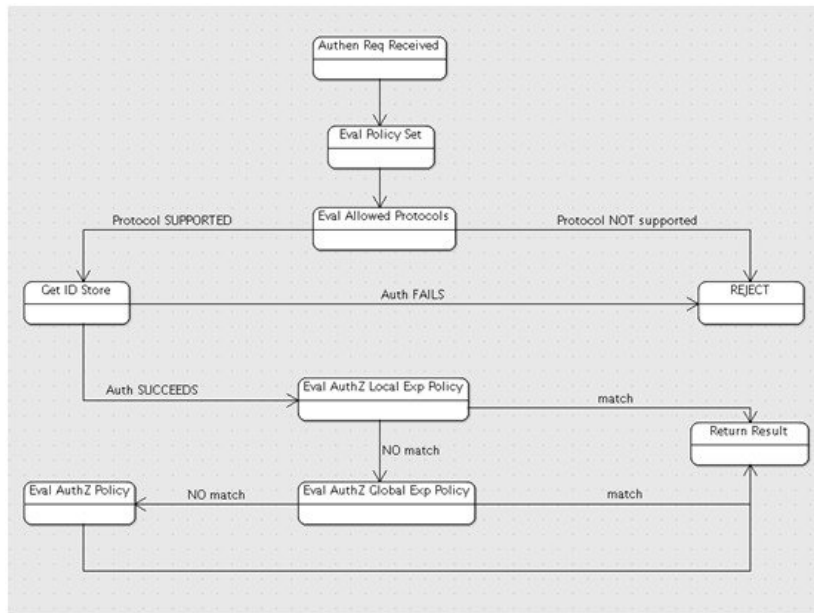 Authen Req Received
Eval Policy Set
Eval Allowed Protocols
Protocol SUPPORTED
Protocol NOT supported
Get ID Store
Auth FAILS
REJECT
Auth SUCCEEDS
Eval AuthZ Local Exp Policy
match
Return Result
NO match
Eval AuthZ Policy
NO match
Eval AuthZ Global Exp Policy
match